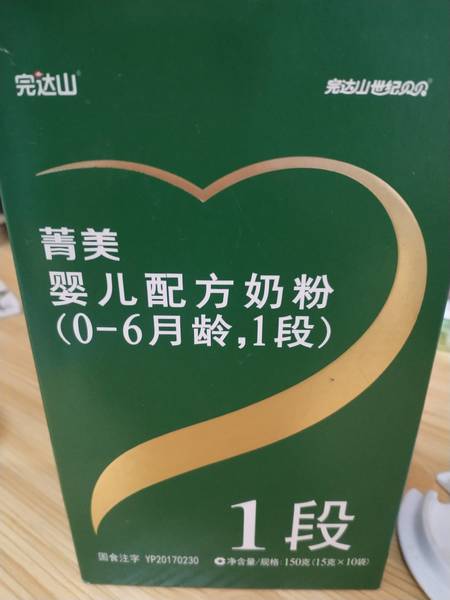 完达山
完达山世纪贝贝
菁美
婴儿配方奶粉
(0-6月龄,1段)
1段
国食注字 YP20170230
净含量/规格:150克(15克×10袋)